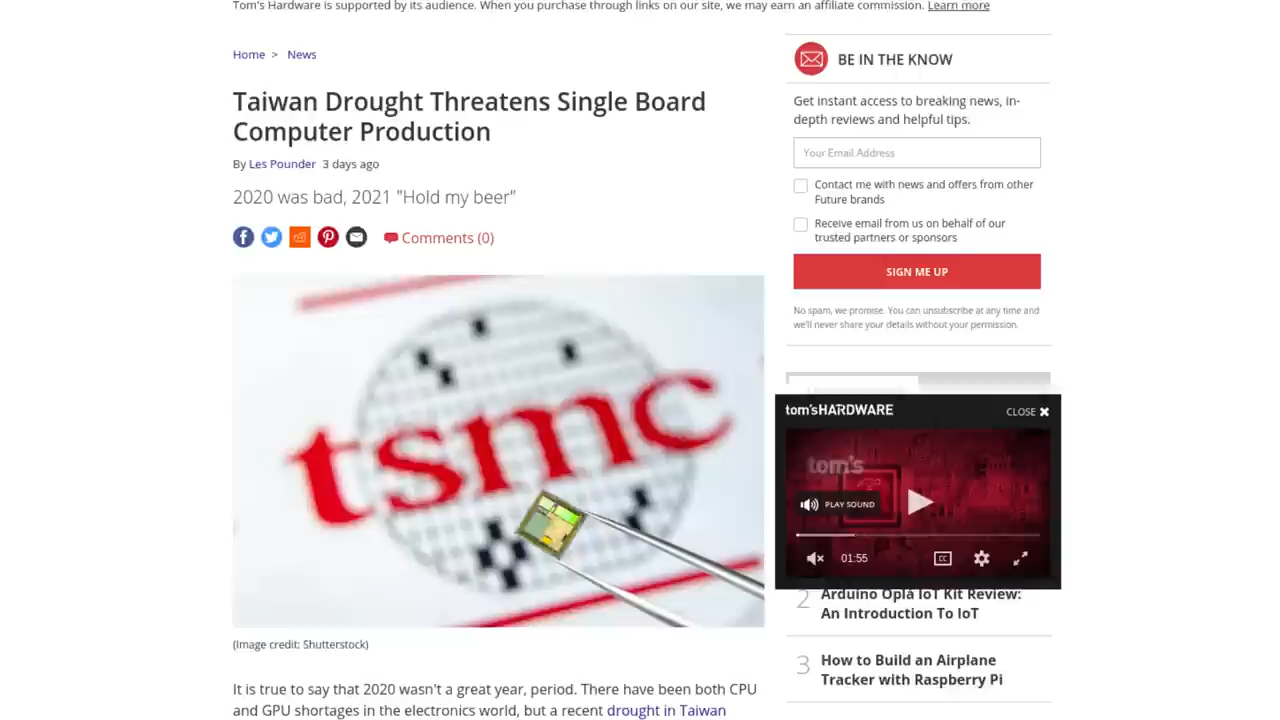 Tom's Hardware is supported by its audience. When you purchase through links on our site, we may earn an affiliate commission. Learn more
Home > News
Taiwan Drought Threatens Single Board
Computer Production
By Les Pounder 3 days ago
2020 was bad, 2021 "Hold my beer"
Comments (0)
tsmc
(Image credit: Shutterstock)
It is true to say that 2020 wasn't a great year, period. There have been both CPU
and GPU shortages in the electronics world, but a recent drought in Taiwan
BE IN THE KNOW
Get instant access to breaking news, in-
depth reviews and helpful tips.
Your Email Address
Contact me with news and offers from other
Future brands
Receive email from us on behalf of our
trusted partners or sponsors
SIGN ME UP
No spam, we promise. You can unsubscribe at any time and
we'll never share your details without your permission.
tom'sHARDWARE
CLOSE ✖
tom's
PLAY SOUND
01:55
CC
2 Arduino Opla IoT Kit Review:
An Introduction To IoT
3 How to Build an Airplane
Tracker with Raspberry Pi